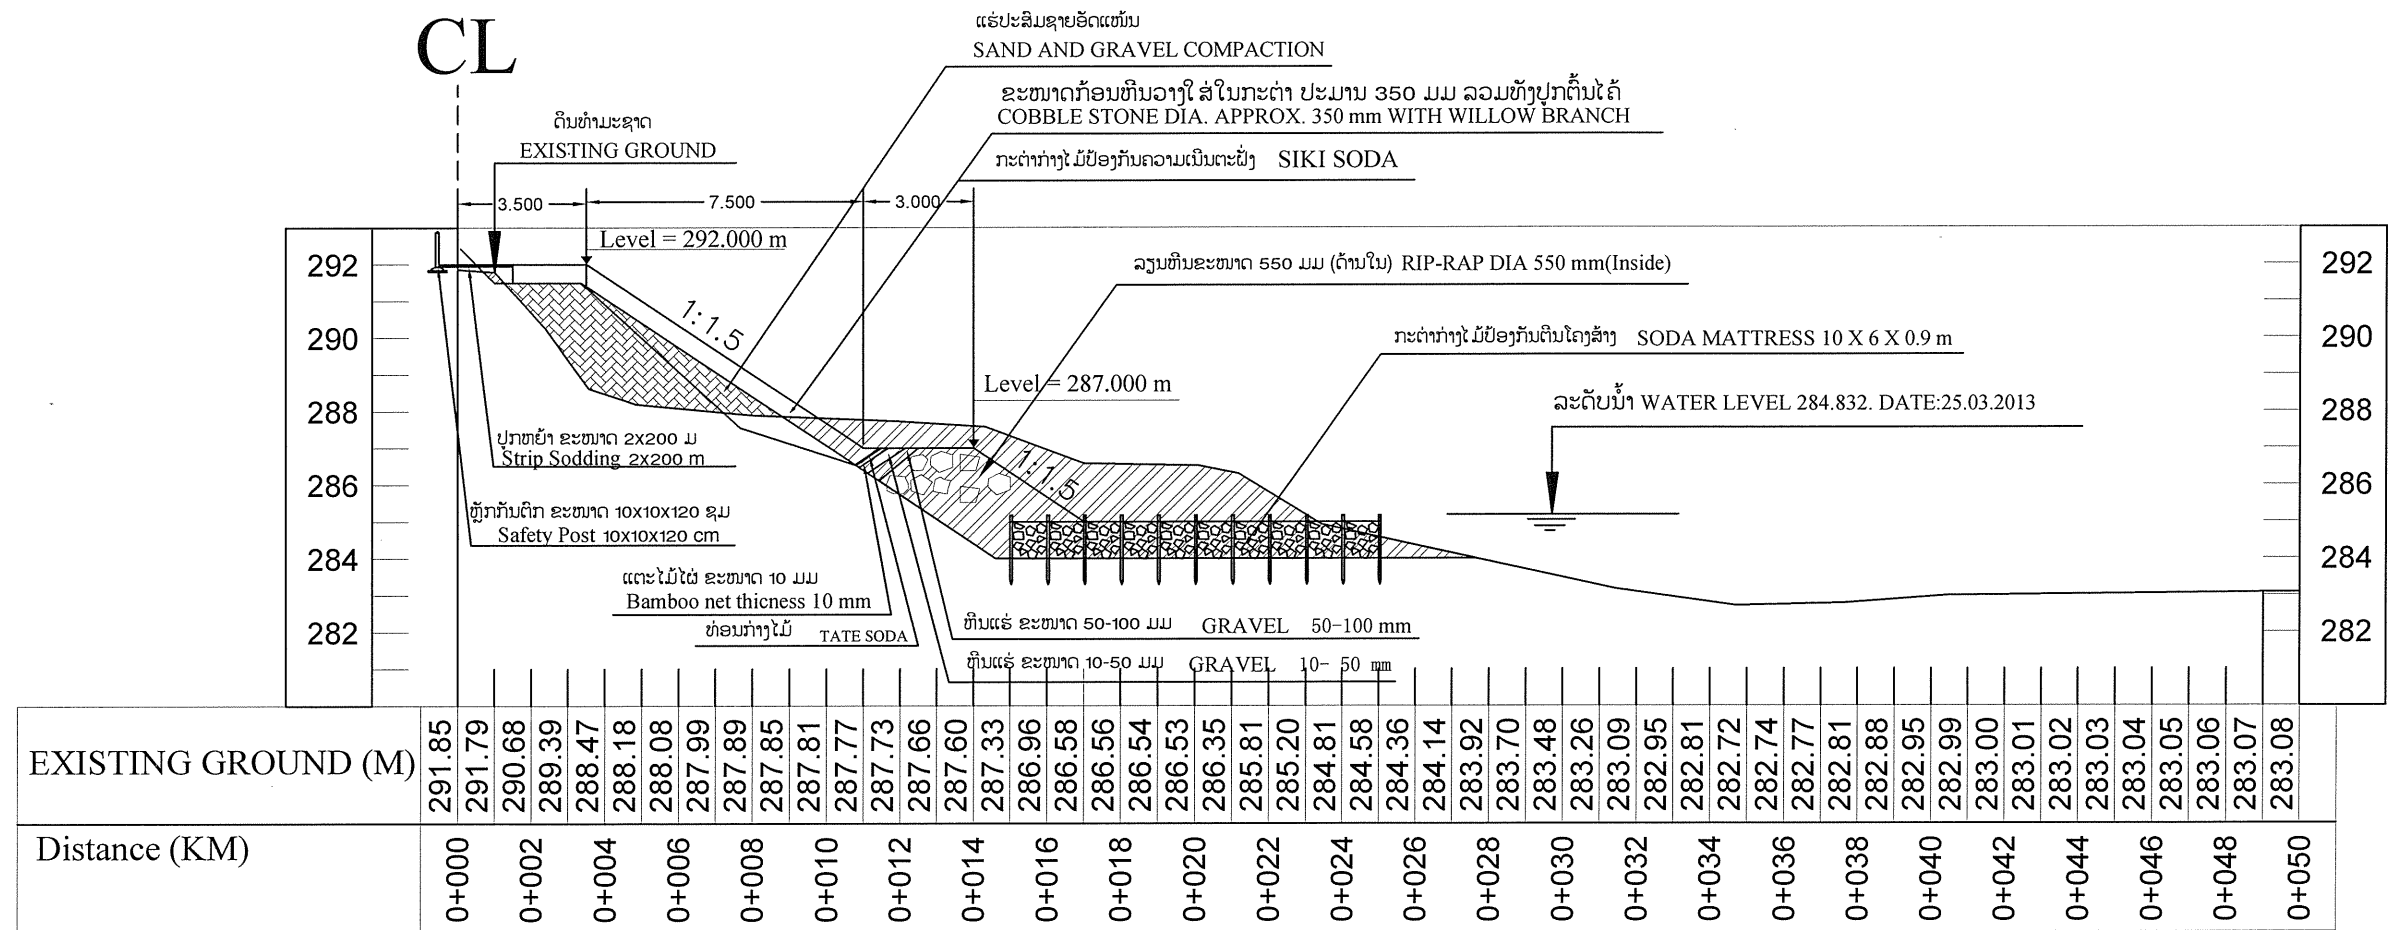 CL
ແຮ່ປະສົມຊາຍອັດແໜ້ນ
SAND AND GRAVEL COMPACTION
ຂະໜາດກ້ອນຫີນວາງໃສ່ໃນກະຕ່າ ປະມານ 350 ມມ ລວມທັງປູກຕົ້ນໄຄ້
COBBLE STONE DIA. APPROX. 350 mm WITH WILLOW BRANCH
ດິນທຳມະຊາດ
EXISTING GROUND
ກະຕ່າກ່າງໄມ້ປ້ອງກັນຄວາມເນີນຕະຝັ່ງ SIKI SODA
3.500
7.500
3.000
Level = 292.000 m
1:1.5
ລຽນຫີນຂະໜາດ 550 ມມ (ດ້ານໃນ) RIP-RAP DIA 550 mm(Inside)
ກະຕ່າກ່າງໄມ້ປ້ອງກັນຕີນໂຄງສ້າງ SODA MATTRESS 10 X 6 X 0.9 m
Level = 287.000 m
ລະດັບນ້ຳ WATER LEVEL 284.832. DATE:25.03.2013
1:1.5
ປູກຫຍ້າ ຂະໜາດ 2x200 ມ
Strip Sodding 2x200 m
ຫຼັກກັນຕົກ ຂະໜາດ 10x10x120 ຊມ
Safety Post 10x10x120 cm
ແຕະໄມ້ໄຜ່ ຂະໜາດ 10 ມມ
Bamboo net thicness 10 mm
ທ່ອນກ່າງໄມ້ TATE SODA
ຫີນແຮ່ ຂະໜາດ 50-100 ມມ GRAVEL 50-100 mm
ຫີນແຮ່ ຂະໜາດ 10-50 ມມ GRAVEL 10- 50 mm
292
290
288
286
284
282
292
290
288
286
284
282
EXISTING GROUND (M) 291.85 291.79 290.68 289.39 288.47 288.18 288.08 287.99 287.89 287.85 287.81 287.77 287.73 287.66 287.60 287.33 286.96 286.58 286.56 286.54 286.53 286.35 285.81 285.20 284.81 284.58 284.36 284.14 283.92 283.70 283.48 283.26 283.09 282.95 282.81 282.72 282.74 282.77 282.81 282.88 282.95 282.99 283.00 283.01 283.02 283.03 283.04 283.05 283.06 283.07 283.08
Distance (KM) 0+000 0+002 0+004 0+006 0+008 0+010 0+012 0+014 0+016 0+018 0+020 0+022 0+024 0+026 0+028 0+030 0+032 0+034 0+036 0+038 0+040 0+042 0+044 0+046 0+048 0+050